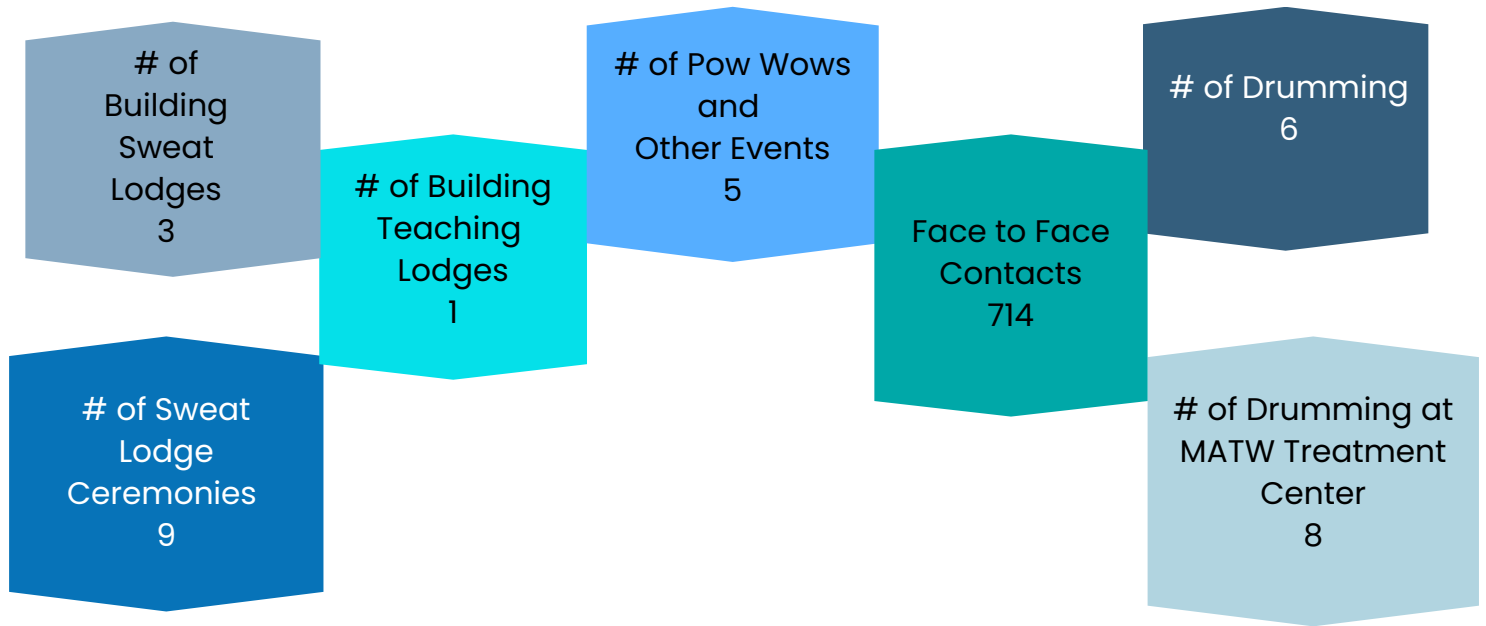 # of
Building
Sweat
Lodges
3
# of Building
Teaching
Lodges
1
# of Pow Wows
and
Other Events
5
Face to Face
Contacts
714
# of Drumming
6
# of Sweat
Lodge
Ceremonies
9
# of Drumming at
MATW Treatment
Center
8